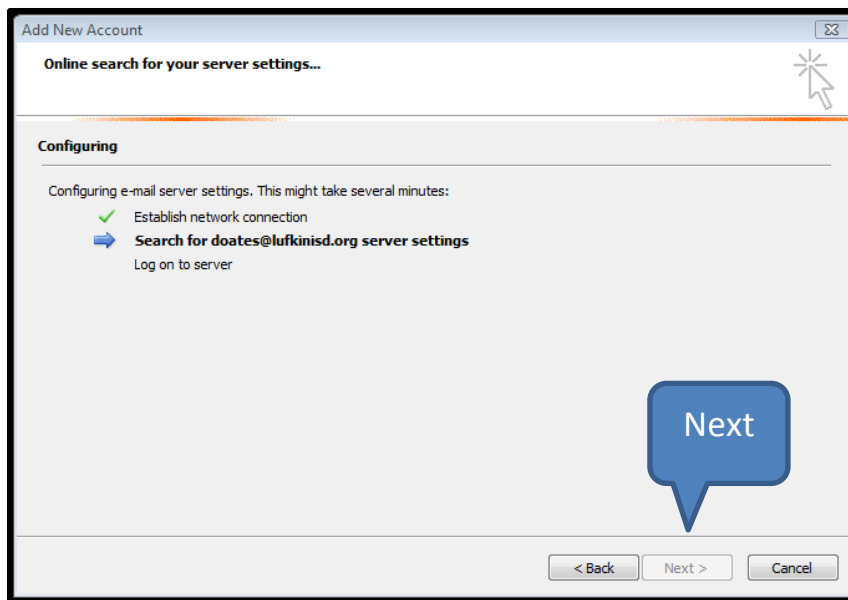 Add New Account
Online search for your server settings...
Configuring
Configuring e-mail server settings. This might take several minutes:
Establish network connection
Search for doates@lufkinisd.org server settings
Log on to server
Next
< Back Next > Cancel